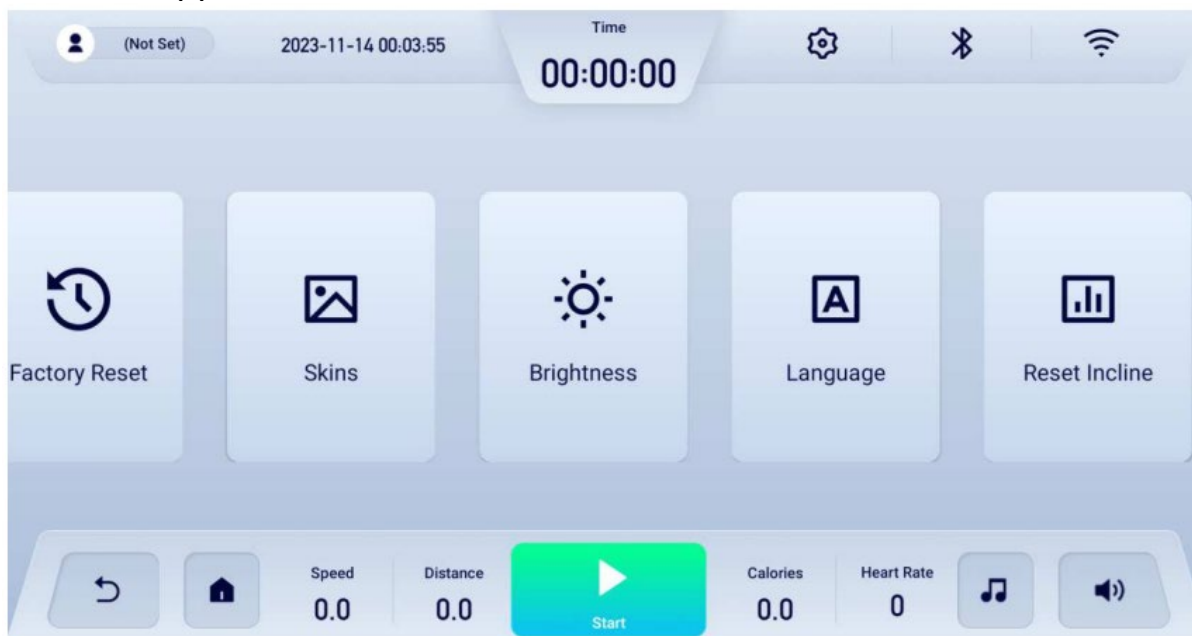 (Not Set)
2023-11-14 00:03:55
Time
00:00:00
Factory Reset
Skins
Brightness
A
Language
Reset Incline
Speed
0.0
Distance
0.0
Start
Calories
0.0
Heart Rate
0